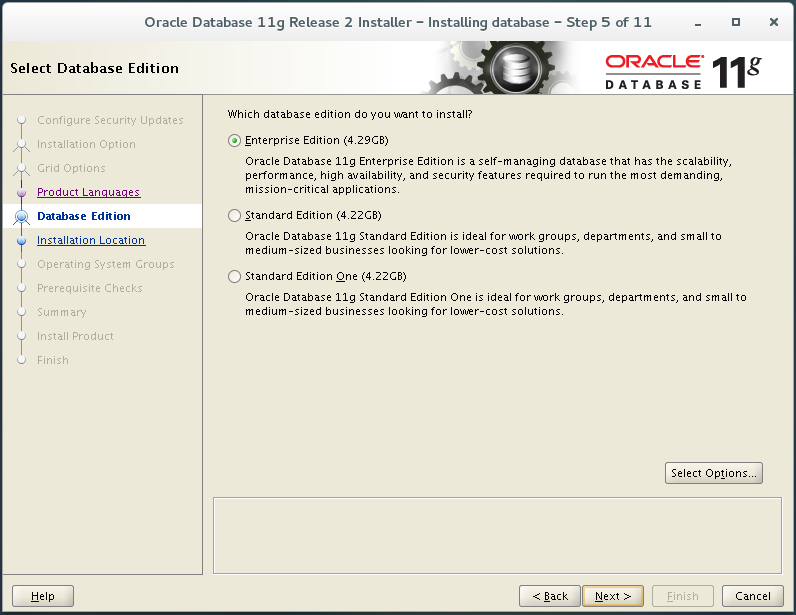 Oracle Database 11g Release 2 Installer – Installing database – Step 5 of 11
Select Database Edition
ORACLE
DATABASE
11g
Configure Security Updates
Installation Option
Grid Options
Product Languages
Database Edition
Installation Location
Operating System Groups
Prerequisite Checks
Summary
Install Product
Finish
Which database edition do you want to install?
Enterprise Edition (4.29GB)
Oracle Database 11g Enterprise Edition is a self-managing database that has the scalability,
performance, high availability, and security features required to run the most demanding,
mission-critical applications.
Standard Edition (4.22GB)
Oracle Database 11g Standard Edition is ideal for work groups, departments, and small to
medium-sized businesses looking for lower-cost solutions.
Standard Edition One (4.22GB)
Oracle Database 11g Standard Edition One is ideal for work groups, departments, and small to
medium-sized businesses looking for lower-cost solutions.
Select Options...
Help
< Back
Next >
Finish
Cancel